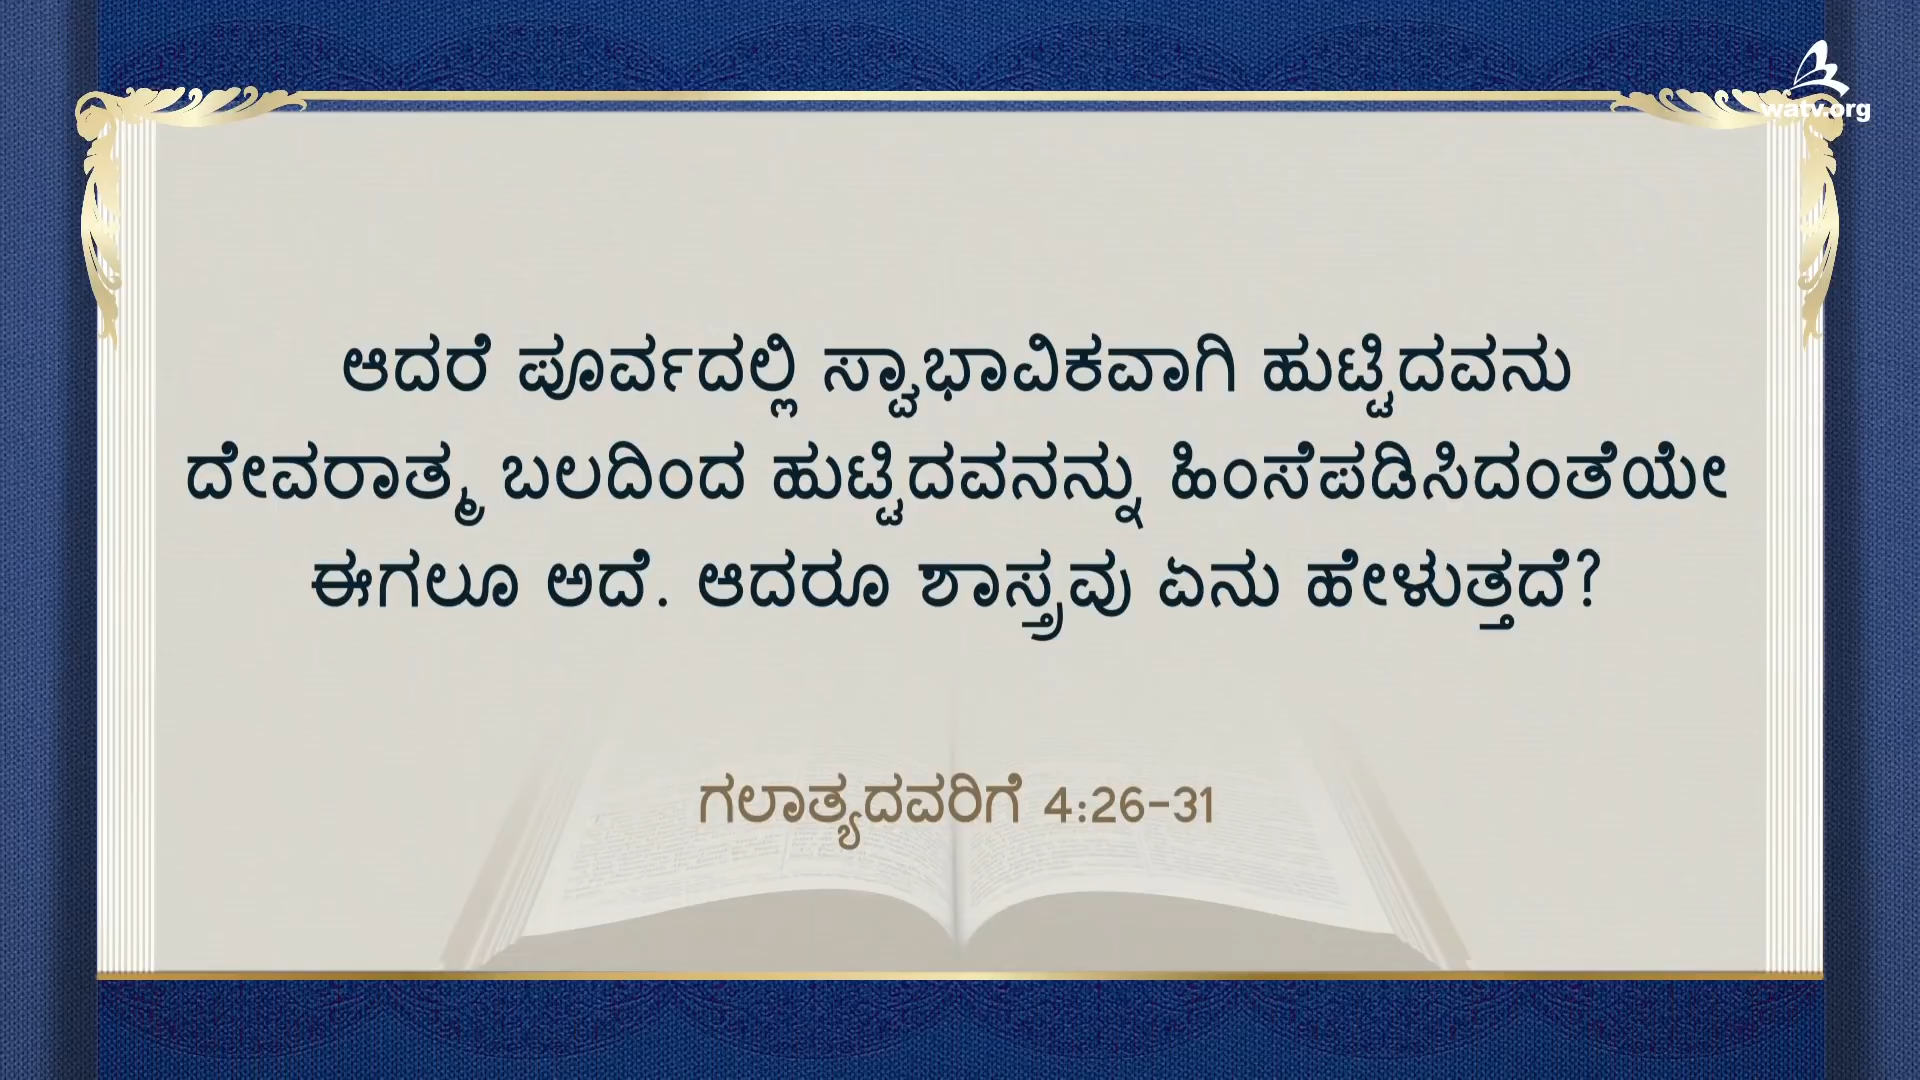 watv.org
ಆದರೆ ಪೂರ್ವದಲ್ಲಿ ಸ್ವಾಭಾವಿಕವಾಗಿ ಹುಟ್ಟಿದವನು
ದೇವರಾತ್ಮ ಬಲದಿಂದ ಹುಟ್ಟಿದವನನ್ನು ಹಿಂಸೆಪಡಿಸಿದಂತೆಯೇ
ಈಗಲೂ ಅದೆ. ಆದರೂ ಶಾಸ್ತ್ರವು ಏನು ಹೇಳುತ್ತದೆ?
ಗಲಾತ್ಯದವರಿಗೆ 4:26-31